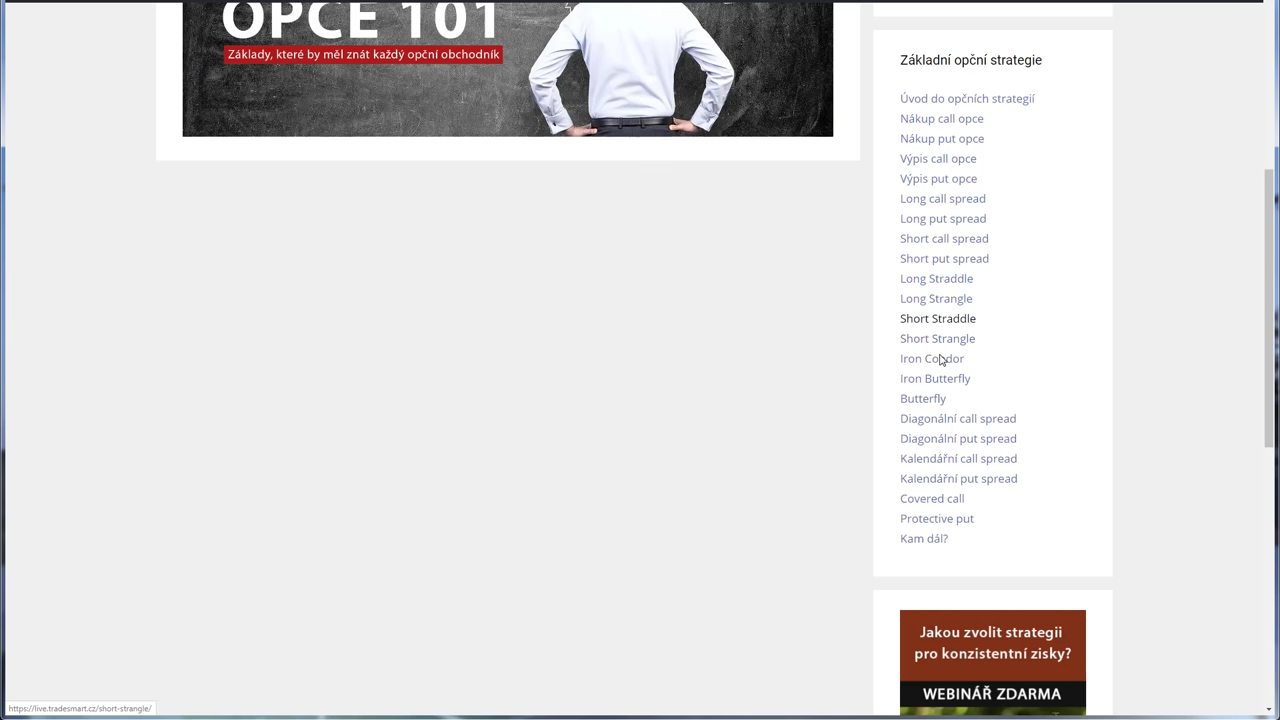 OPCE 101
Základy, které by měl znát každý opční obchodník
Základní opční strategie
Úvod do opčních strategií
Nákup call opce
Nákup put opce
Výpis call opce
Výpis put opce
Long call spread
Long put spread
Short call spread
Short put spread
Long Straddle
Long Strangle
Short Straddle
Short Strangle
Iron Condor
Iron Butterfly
Butterfly
Diagonální call spread
Diagonální put spread
Kalendářní call spread
Kalendářní put spread
Covered call
Protective put
Kam dál?
Jakou zvolit strategii
pro konzistentní zisky?
WEBINÁŘ ZDARMA
https://live.tradesmart.cz/short-strangle/